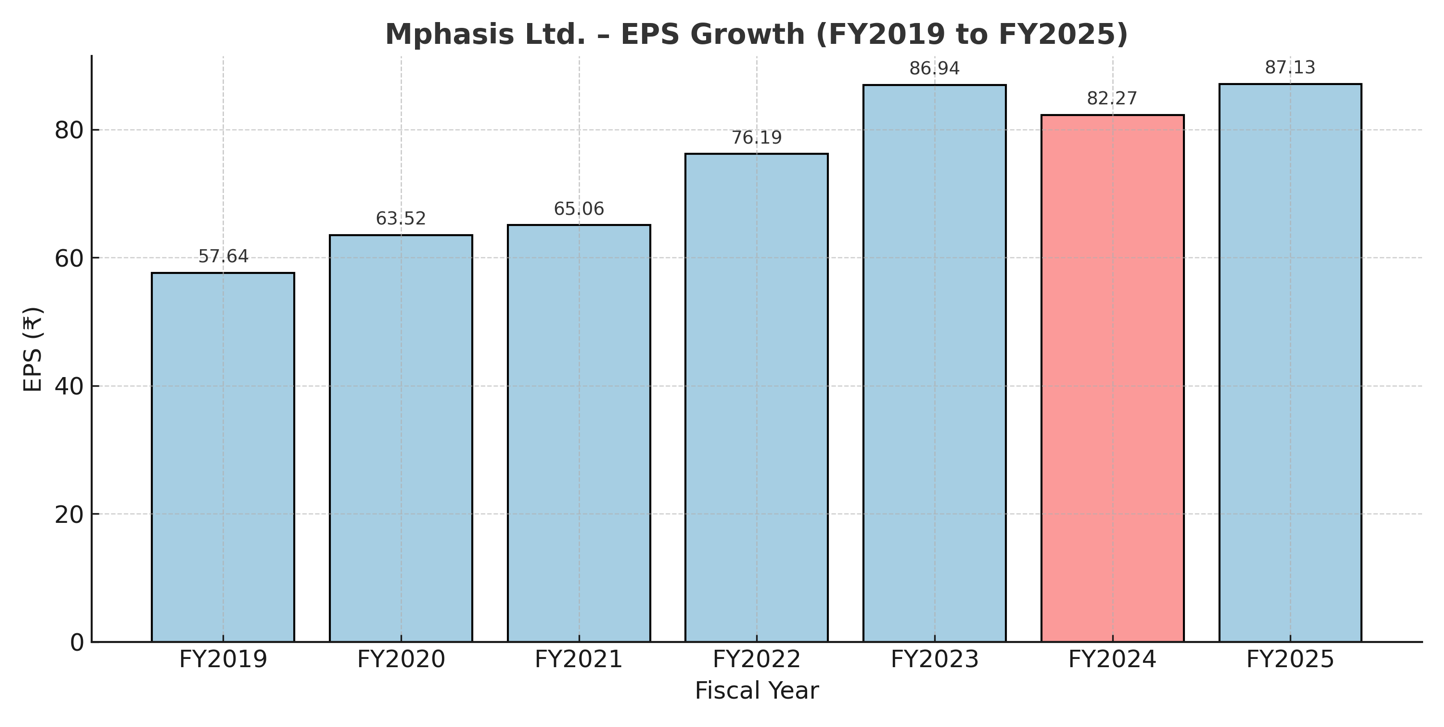 Mphasis Ltd. – EPS Growth (FY2019 to FY2025)
EPS (₹)
80
60
40
20
0
57.64
63.52
65.06
76.19
86.94
82.27
87.13
FY2019
FY2020
FY2021
FY2022
FY2023
FY2024
FY2025
Fiscal Year